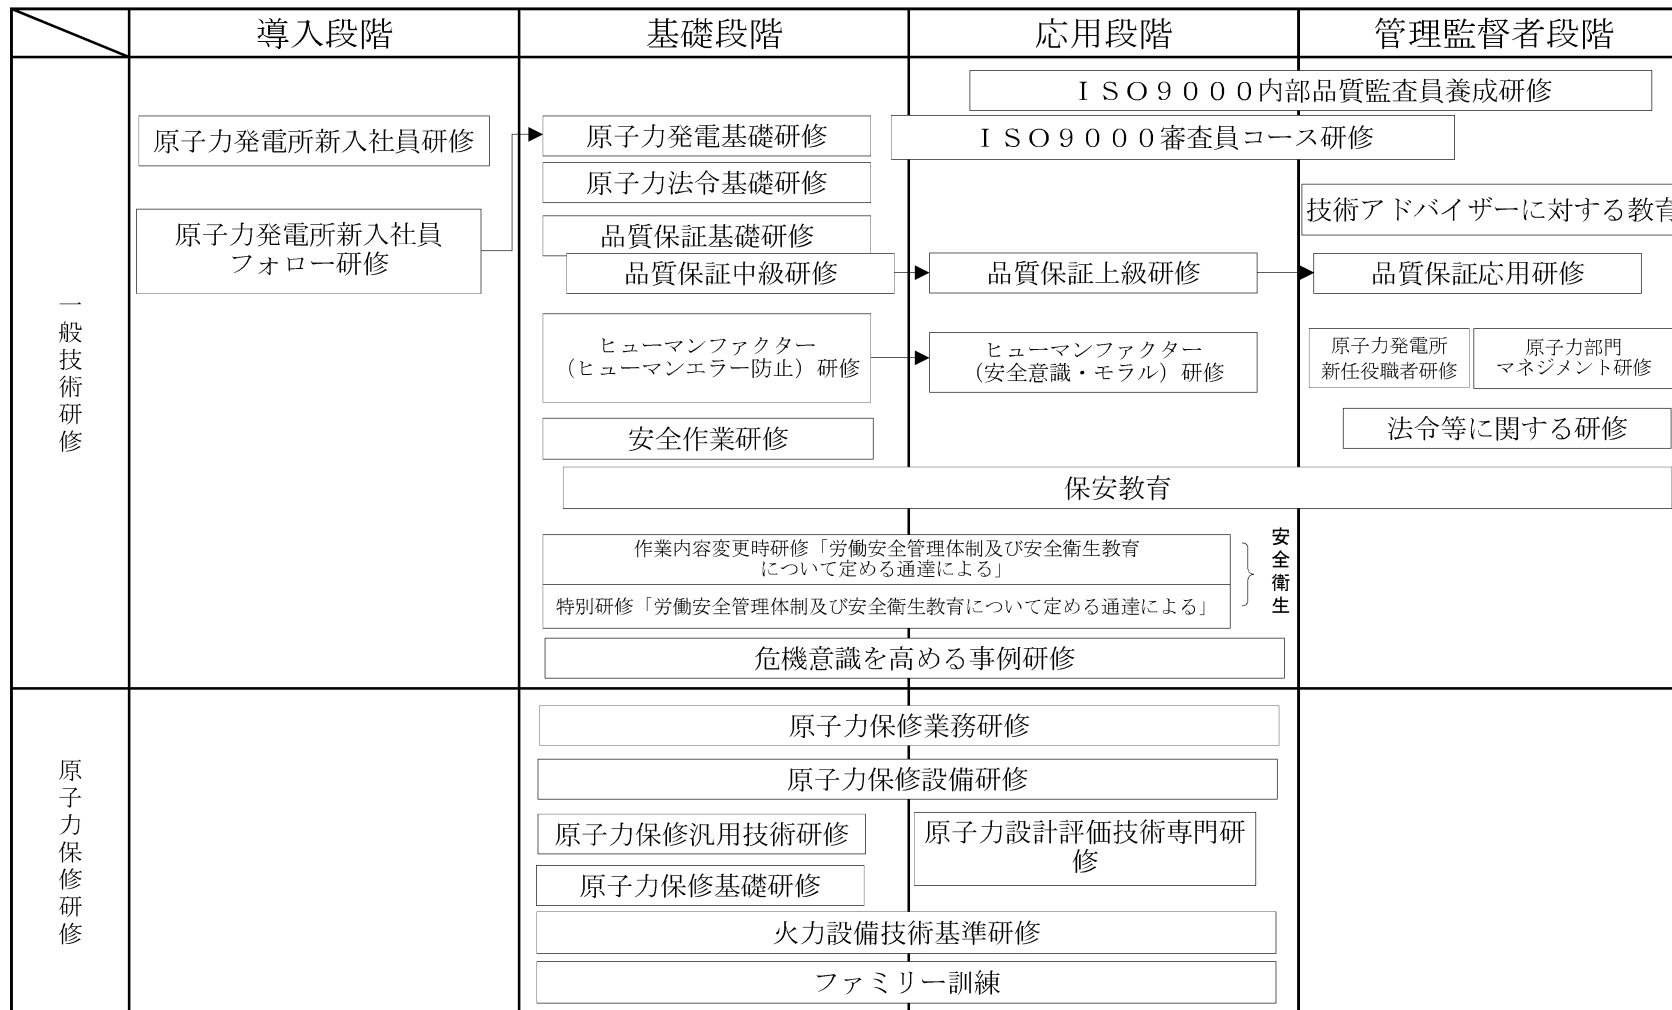 導入段階
基礎段階
応用段階
管理監督者段階
一般技術研修
原子力発電所新入社員研修
原子力発電所新入社員
フォロー研修
ＩＳＯ９０００内部品質監査員養成研修
原子力発電基礎研修
ＩＳＯ９０００審査員コース研修
原子力法令基礎研修
技術アドバイザーに対する教育
品質保証基礎研修
品質保証中級研修
品質保証上級研修
品質保証応用研修
ヒューマンファクター
（ヒューマンエラー防止）研修
ヒューマンファクター
（安全意識・モラル）研修
原子力発電所
新任役職者研修
原子力部門
マネジメント研修
安全作業研修
法令等に関する研修
保安教育
作業内容変更時研修「労働安全管理体制及び安全衛生教育
について定める通達による」
特別研修「労働安全管理体制及び安全衛生教育について定める通達による」
安全衛生
危機意識を高める事例研修
原子力保修研修
原子力保修業務研修
原子力保修設備研修
原子力保修汎用技術研修
原子力設計評価技術専門研
修
原子力保修基礎研修
火力設備技術基準研修
ファミリー訓練